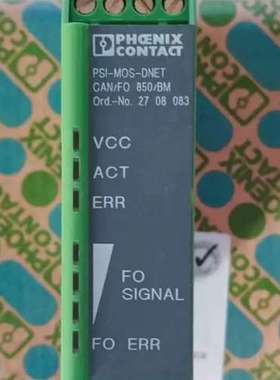 PHŒNIX
CONTACT
PSI-MOS-DNET
CAN/FO 850/BM
Ord.-No. 27 08 083
VCC
ACT
ERR
FO
SIGNAL
FO ERR